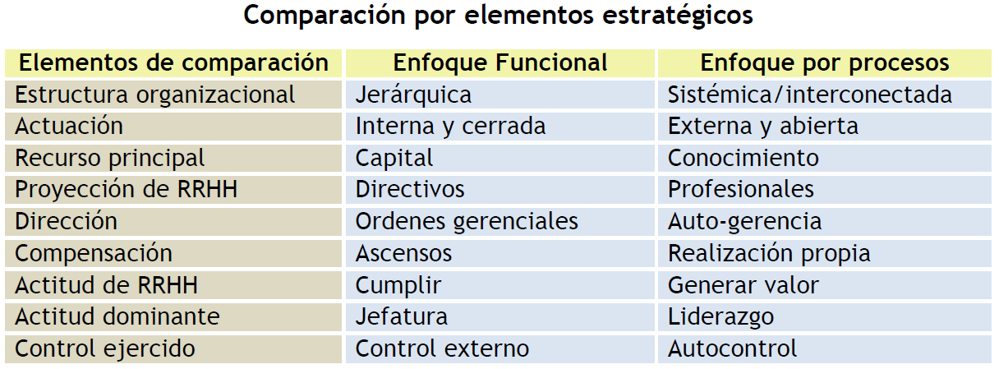 Comparación por elementos estratégicos
Elementos de comparación Enfoque Funcional Enfoque por procesos
Estructura organizacional Jerárquica Sistémica/interconectada
Actuación Interna y cerrada Externa y abierta
Recurso principal Capital Conocimiento
Proyección de RRHH Directivos Profesionales
Dirección Ordenes gerenciales Auto-gerencia
Compensación Ascensos Realización propia
Actitud de RRHH Cumplir Generar valor
Actitud dominante Jefatura Liderazgo
Control ejercido Control externo Autocontrol